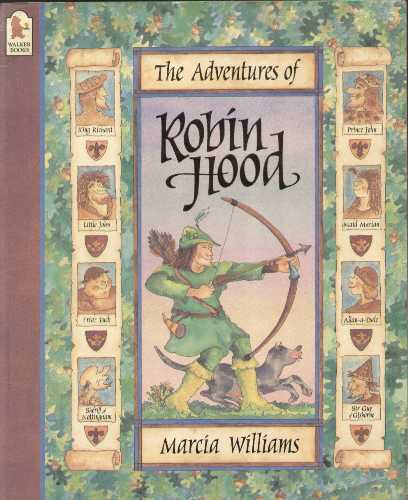 WALKER
BOOKS
The Adventures of
Robin
Hood
King Richard
Little John
Friar Tuck
Sheriff of
Nottingham
Prince John
Maid Marian
Allan-a-Dale
Sir Guy
of Gisborne
Marcia Williams